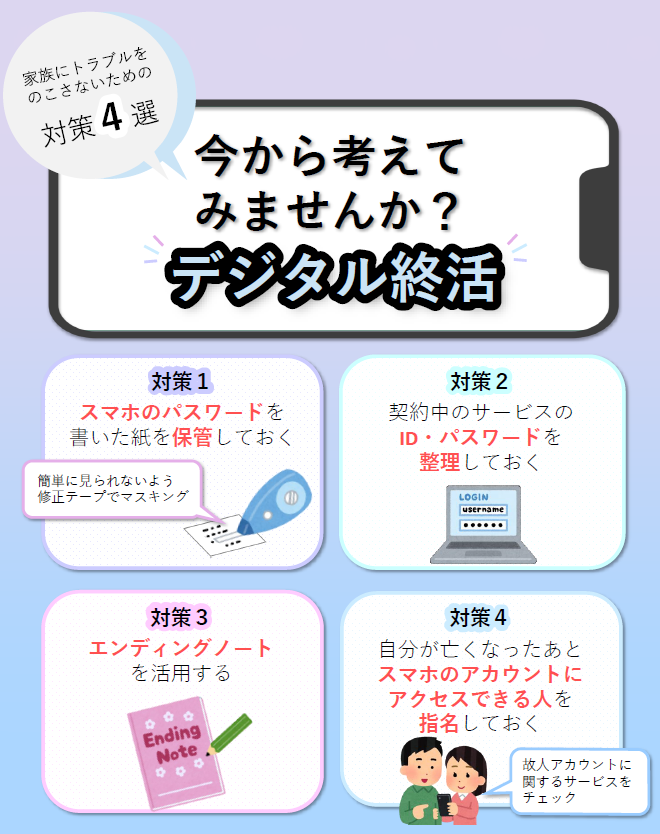 家族にトラブルを
のこさないための
対策4選
今から考えて
みませんか？
デジタル終活
対策１
スマホのパスワードを
書いた紙を保管しておく
簡単に見られないよう
修正テープでマスキング
対策２
契約中のサービスの
ID・パスワードを
整理しておく
LOGIN
username
対策３
エンディングノート
を活用する
Ending
Note
対策４
自分が亡くなったあと
スマホのアカウントに
アクセスできる人を
指名しておく
故人アカウントに
関するサービスを
チェック